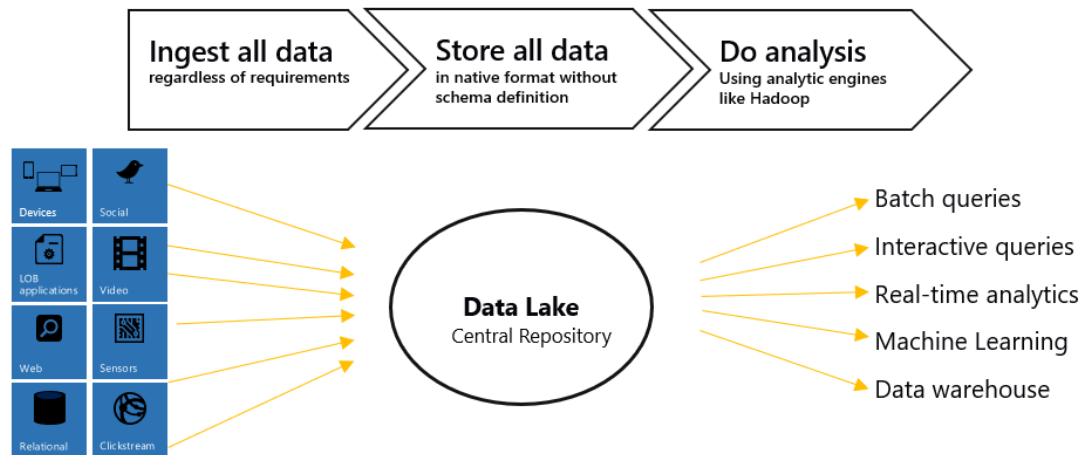 Ingest all data
regardless of requirements
Store all data
in native format without
schema definition
Do analysis
Using analytic engines
like Hadoop
Devices
Social
LOB
applications
Video
Web
Sensors
Relational
Clickstream
Data Lake
Central Repository
Batch queries
Interactive queries
Real-time analytics
Machine Learning
Data warehouse